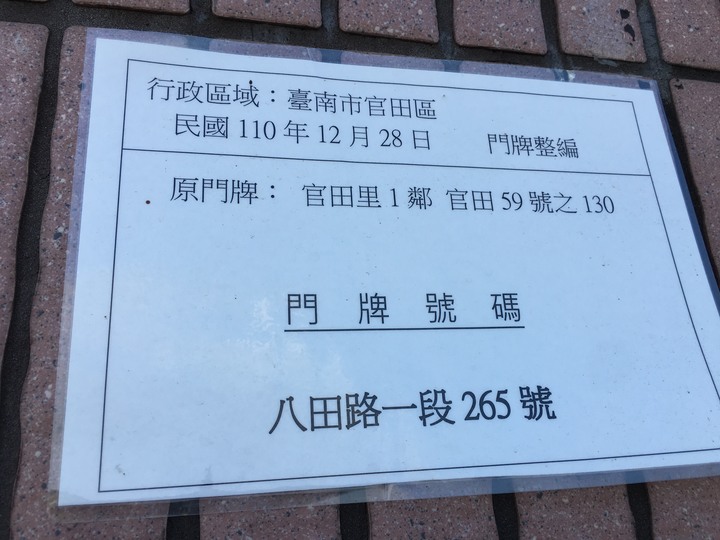 行政區域：臺南市官田區
民國 110 年 12 月 28 日 門牌整編
原門牌： 官田里 1 鄰 官田 59 號之 130
門牌號碼
八田路一段 265 號